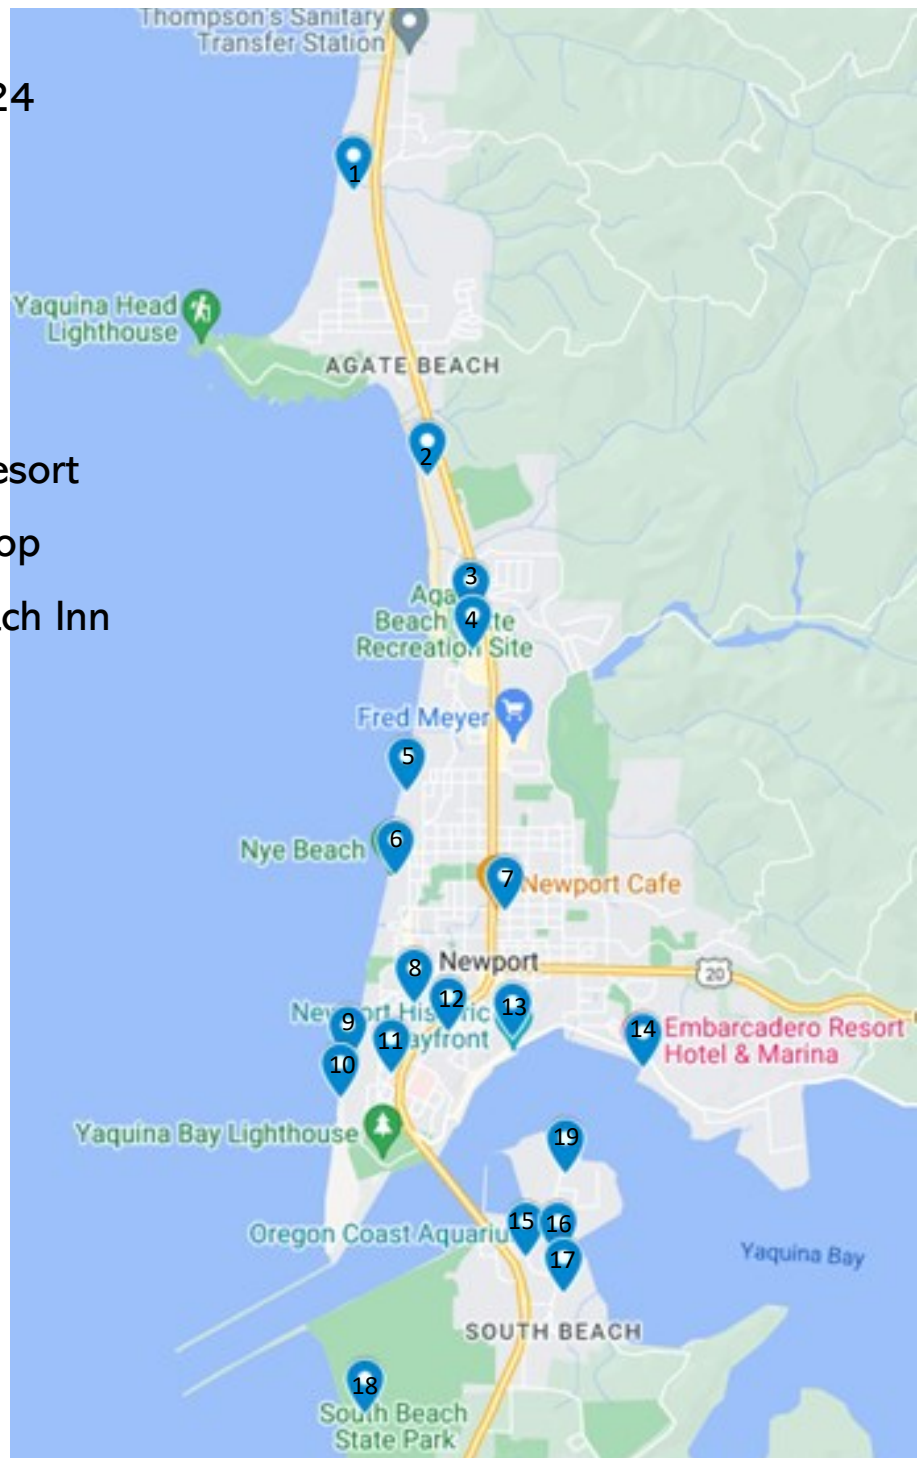 Thompson's Sanitary
Transfer Station
24
1
Yaquina Head
Lighthouse
AGATE BEACH
2
esort
op
ch Inn
3
4
Beach
Recreation Site
Fred Meyer
5
6
Nye Beach
7
Newport Cafe
8
Newport
20
12
13
Historic
ayfront
9
11
10
14
Embarcadero Resort
Hotel & Marina
Yaquina Bay Lighthouse
19
15
16
Oregon Coast Aquariu
17
Yaquina Bay
SOUTH BEACH
18
South Beach
State Park